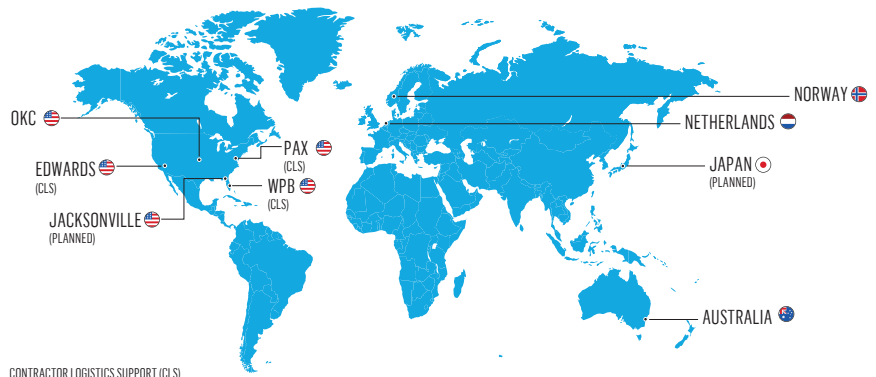 NORWAY
OKC
NETHERLANDS
PAX
(CLS)
EDWARDS
(CLS)
JAPAN
(PLANNED)
WPB
(CLS)
JACKSONVILLE
(PLANNED)
AUSTRALIA
CONTRACTOR LOGISTICS SUPPORT (CLS)